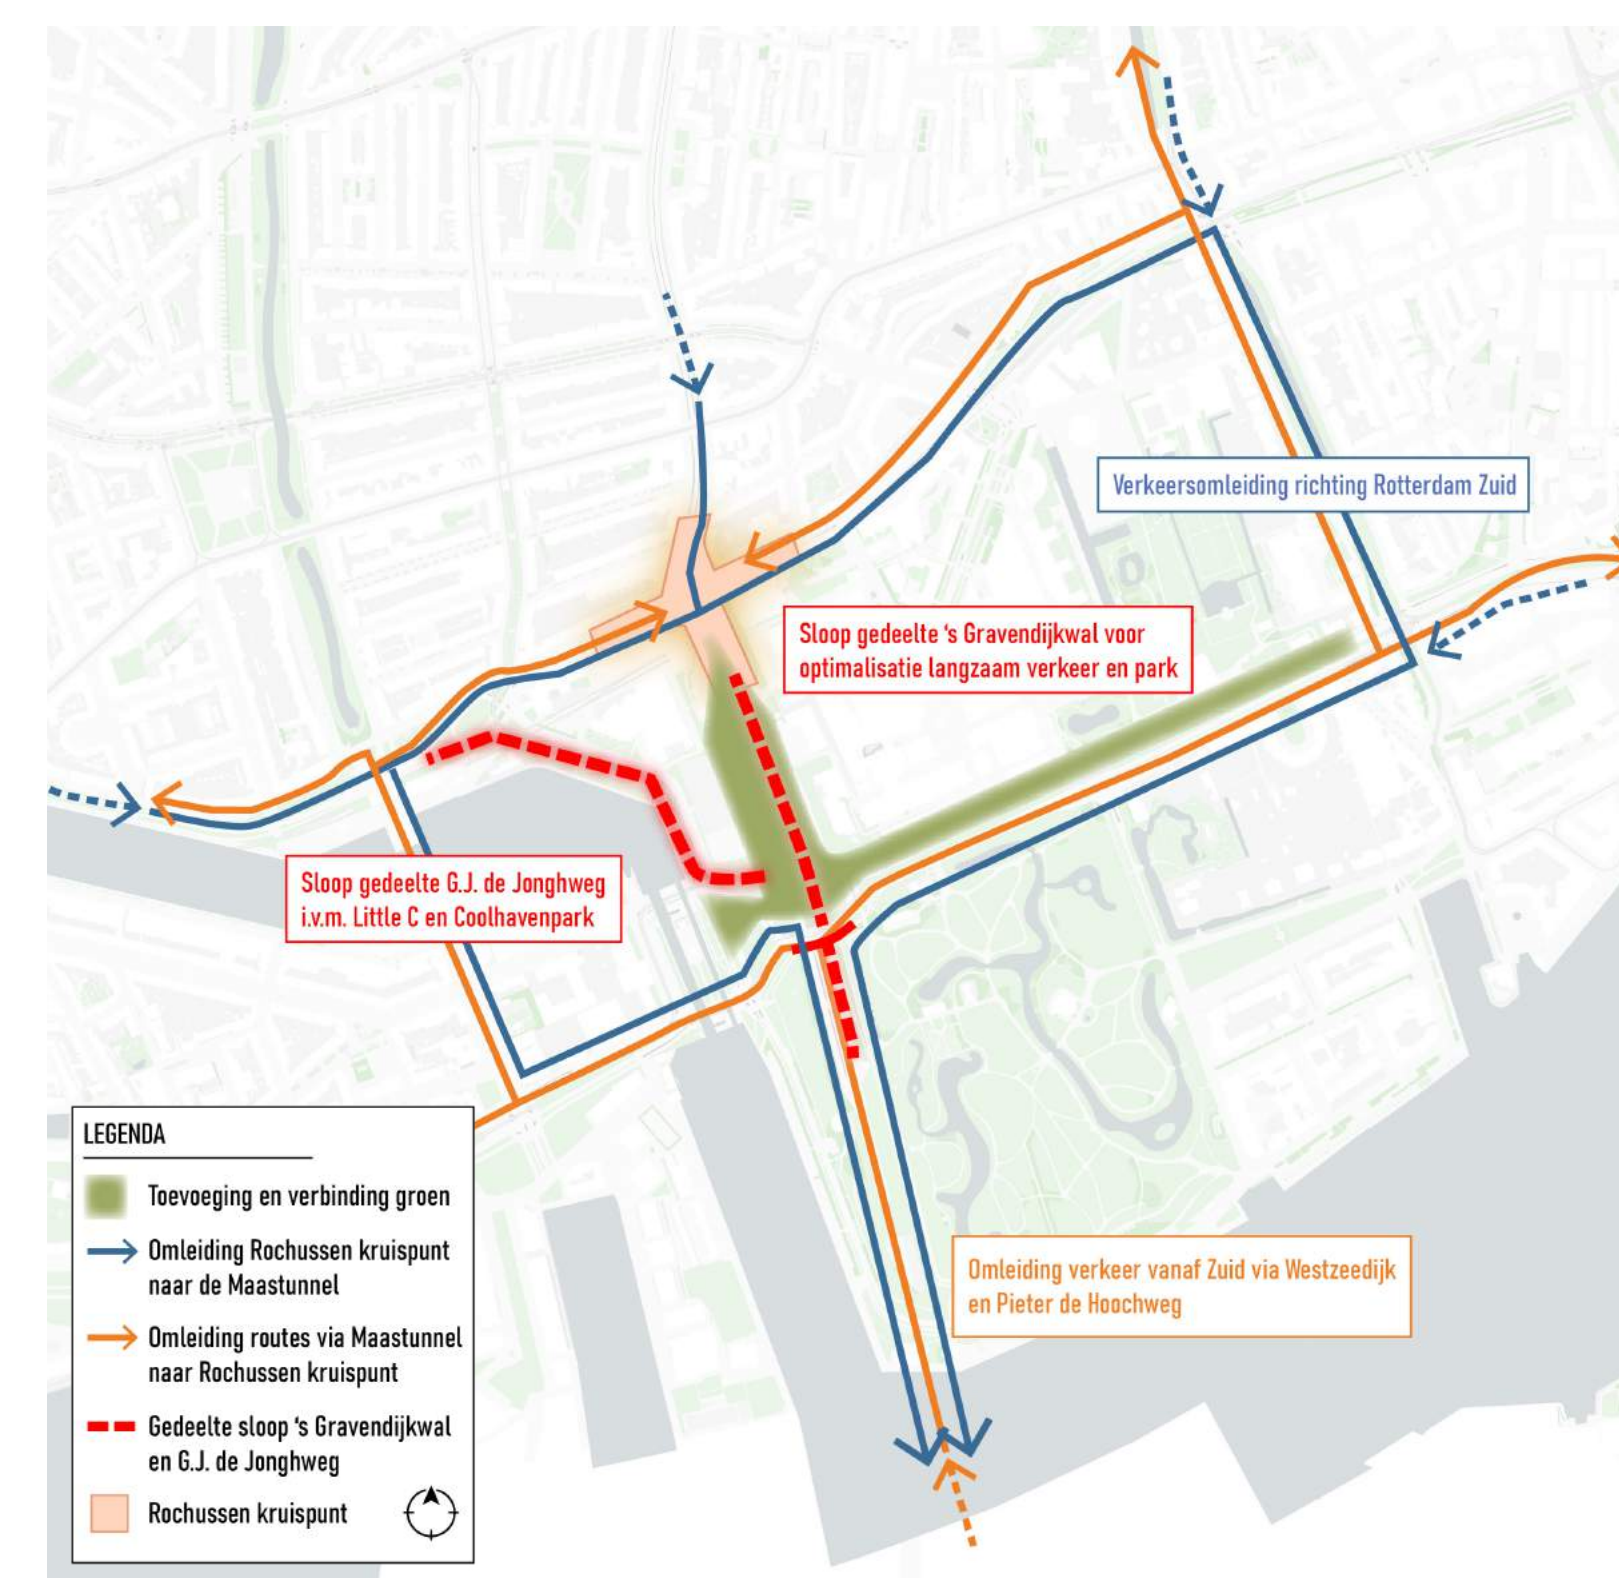 Verkeersomleiding richting Rotterdam Zuid
Sloop gedeelte ‘s Gravendijkwal voor
optimalisatie langzaam verkeer en park
Sloop gedeelte G.J. de Jonghweg
i.v.m. Little C en Coolhavenpark
Omleiding verkeer vanaf Zuid via Westzeedijk
en Pieter de Hoochweg
LEGENDA
Toevoeging en verbinding groen
Omleiding Rochussen kruispunt
naar de Maastunnel
Omleiding routes via Maastunnel
naar Rochussen kruispunt
Gedeelte sloop ‘s Gravendijkwal
en G.J. de Jonghweg
Rochussen kruispunt